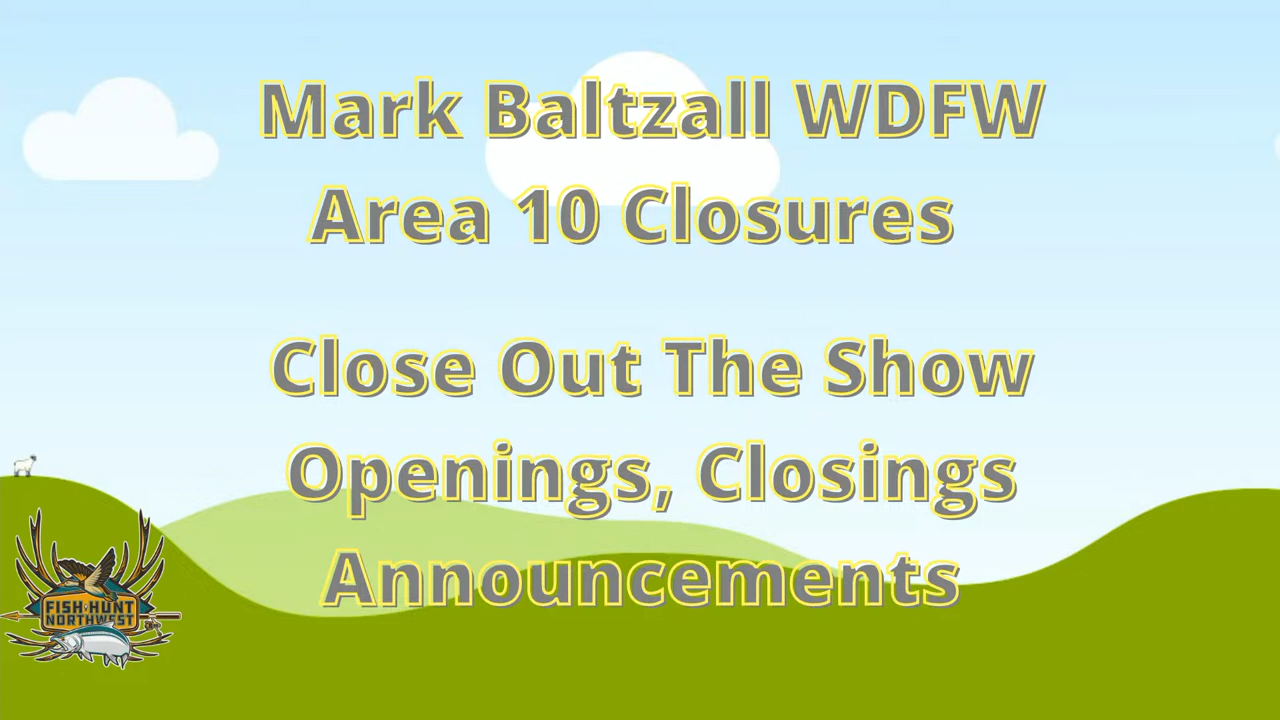 Mark Baltzall WDFW
Area 10 Closures
Close Out The Show
Openings, Closings
Announcements
FISH HUNT
NORTHWEST